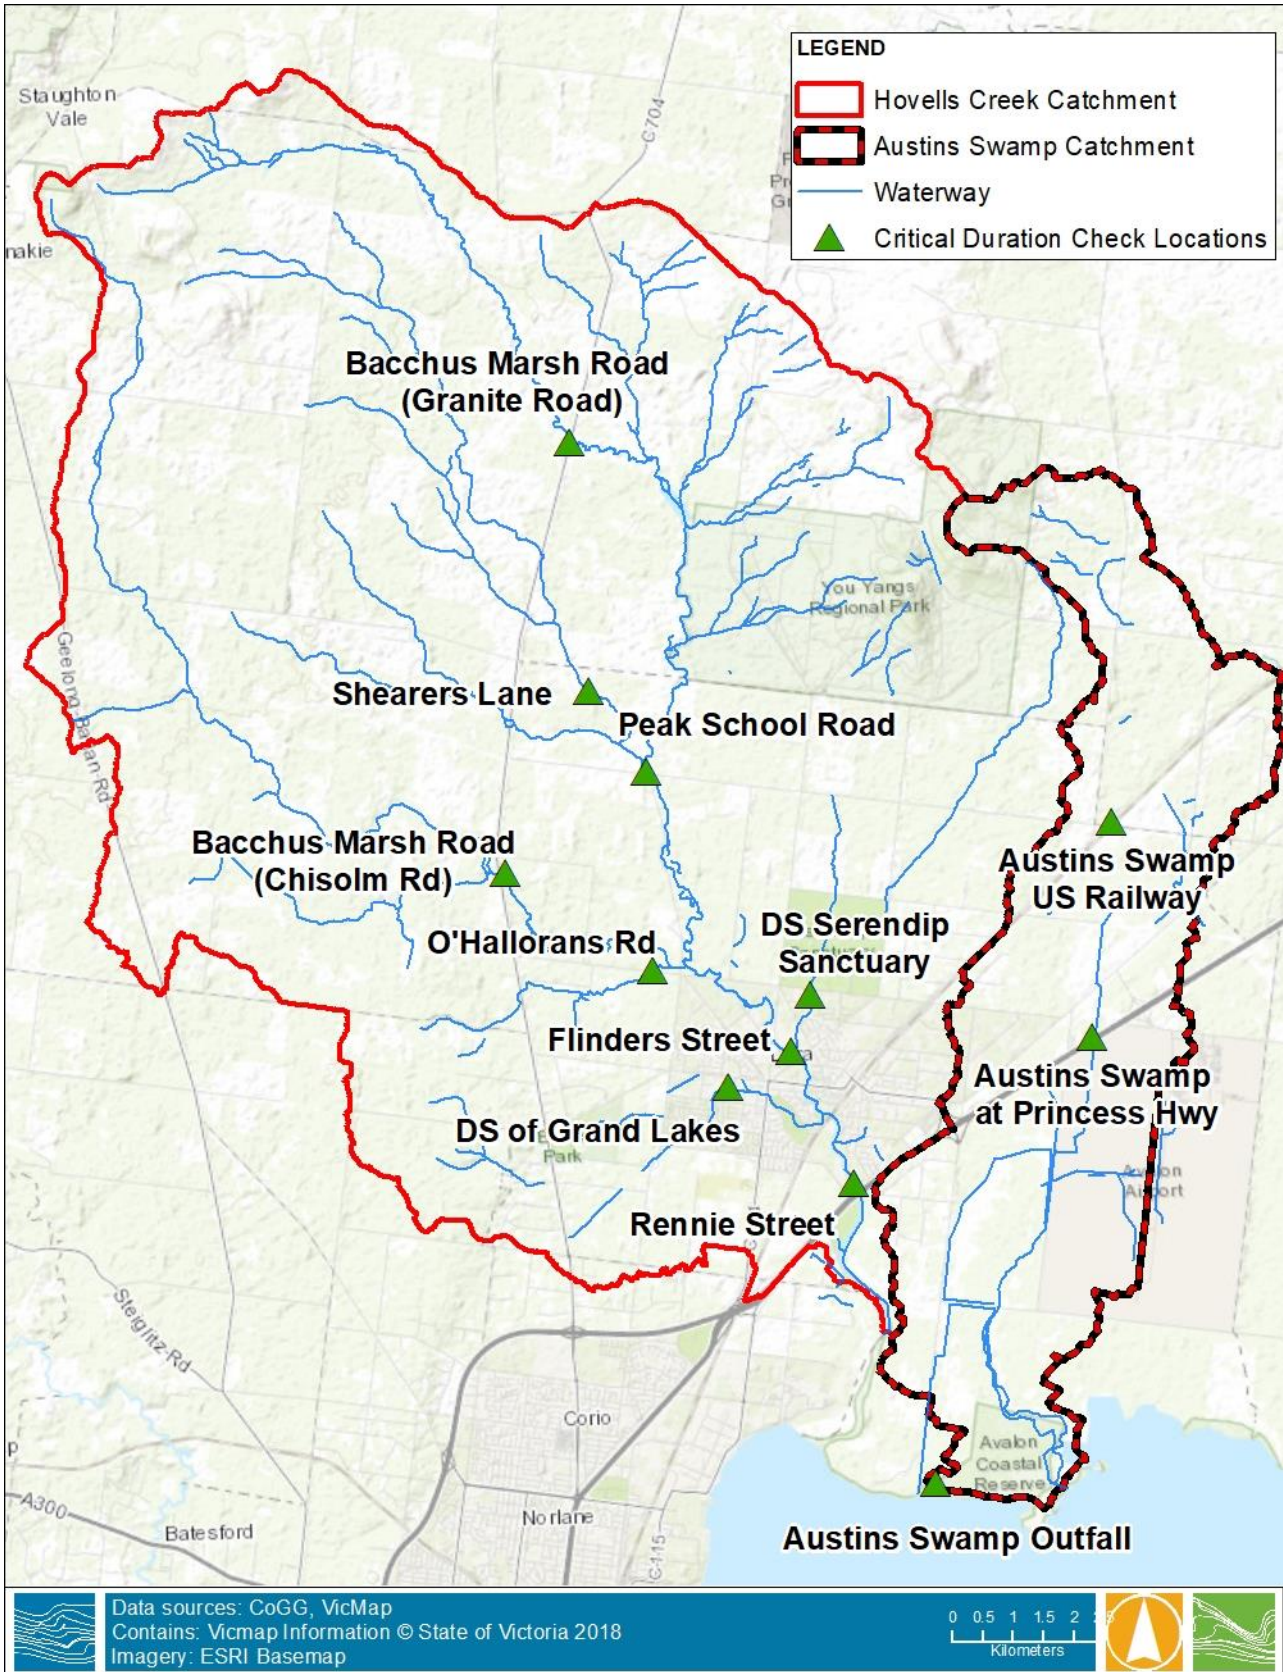 LEGEND
Hovells Creek Catchment
Austins Swamp Catchment
Waterway
Critical Duration Check Locations
Staughton
Vale
C704
nakie
Bacchus Marsh Road
(Granite Road)
You Yangs
Regional Park
Geelong-Ballan-Rd
Shearers Lane
Peak School Road
Bacchus Marsh Road
(Chisolm Rd)
Austins Swamp
US Railway
O'Hallorans Rd
DS Serendip
Sanctuary
Flinders Street
Austins Swamp
at Princess Hwy
DS of Grand Lakes
Park
Avalon
Airport
Rennie Street
Steiglitz-Rd
Corio
Avalon
Coastal
Reserve
p
A300
Batesford
Norlane
C115
Austins Swamp Outfall
Data sources: CoGG, VicMap
Contains: Vicmap Information © State of Victoria 2018
Imagery: ESRI Basemap
0 0.5 1 1.5 2 2.5
Kilometers